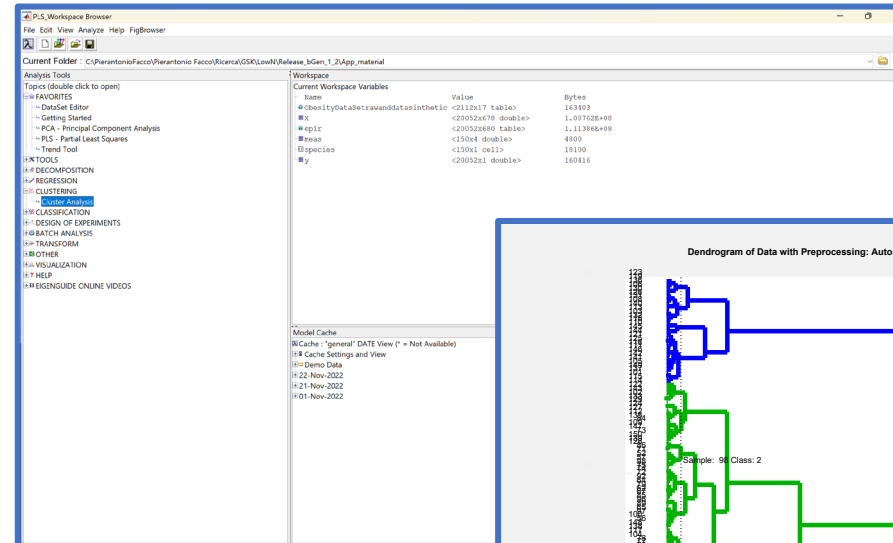 PLS_Workspace Browser
File Edit View Analyze Help FigBrowser
Current Folder : C:\PierantonioFacco\Pierantonio Facco\Ricerca\GSK\LowN\Release_bGen_1_2\App_material
Analysis Tools
Topics (double click to open)
FAVORITES
DataSet Editor
Getting Started
PCA - Principal Component Analysis
PLS - Partial Least Squares
Trend Tool
TOOLS
DECOMPOSITION
REGRESSION
CLUSTERING
Cluster Analysis
CLASSIFICATION
DESIGN OF EXPERIMENTS
BATCH ANALYSIS
TRANSFORM
OTHER
VISUALIZATION
? HELP
EIGENGUIDE ONLINE VIDEOS
Workspace
Current Workspace Variables
Name Value Bytes
ObesityDataSetrawanddatasinthetic <2112x17 table> 163403
X <20052x678 double> 1.08762E+08
epir <20052x680 table> 1.11386E+08
meas <150x4 double> 4800
species <150x1 cell> 18100
y <20052x1 double> 160416
Model Cache
Cache : "general" DATE View (* = Not Available)
Cache Settings and View
Demo Data
22-Nov-2022
21-Nov-2022
01-Nov-2022
Dendrogram of Data with Preprocessing: Auto
123
Sample: 98 Class: 2